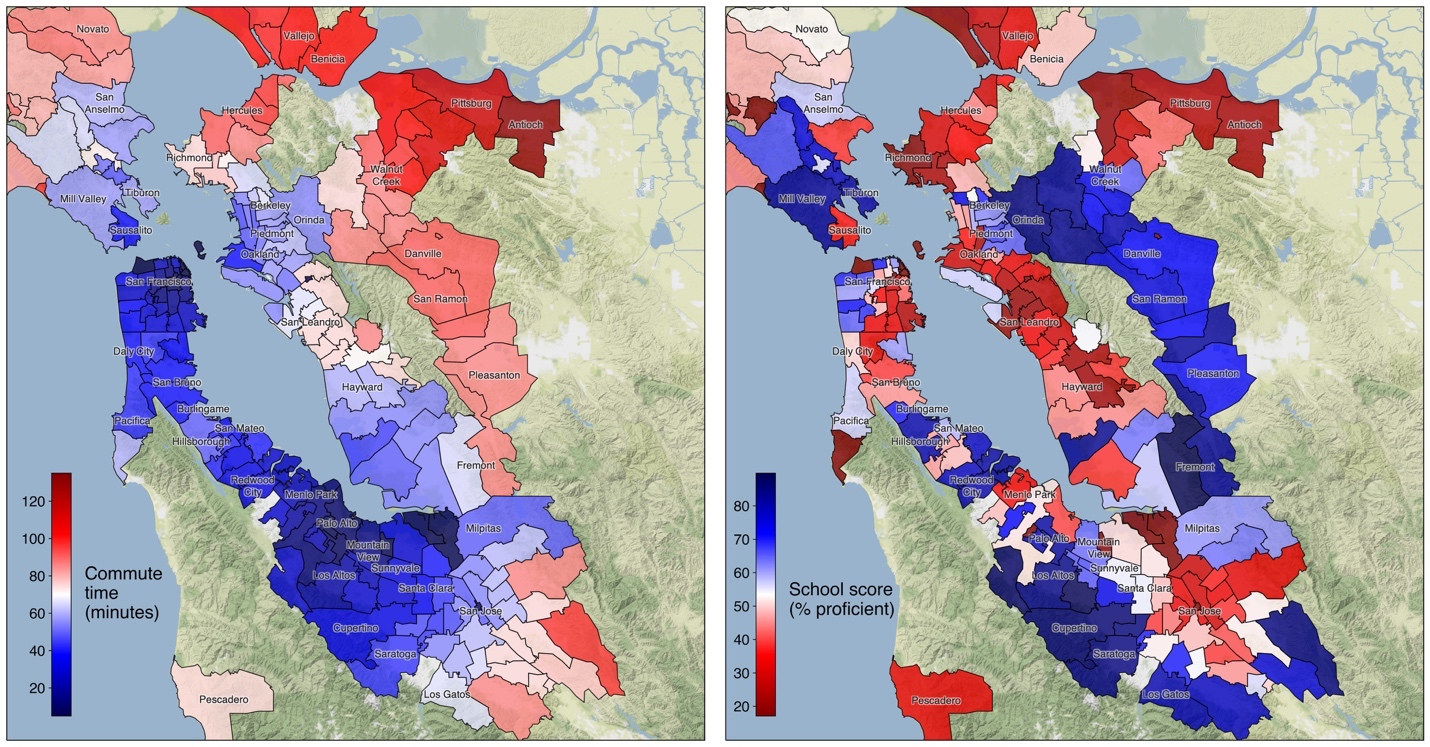 Novato
San
Anselmo
Vallejo
Benicia
Hercules
Pittsburg
Antioch
Richmond
Walnut
Creek
Mill Valley
Tiburon
Sausalito
Berkeley
Orinda
Piedmont
Oakland
Danville
San Francisco
San Ramon
San Leandro
Daly City
San Bruno
Hayward
Pleasanton
Pacifica
Burlingame
San Mateo
Hillsborough
Fremont
Redwood
City
Menlo Park
Palo Alto
Mountain
View
Milpitas
Sunnyvale
Los Altos
Santa Clara
San Jose
Cupertino
Saratoga
Los Gatos
Pescadero
120
100
80
60
40
20
Commute
time
(minutes)
Novato
San
Anselmo
Vallejo
Benicia
Hercules
Pittsburg
Antioch
Richmond
Walnut
Creek
Mill Valley
Tiburon
Sausalito
Berkeley
Orinda
Piedmont
Oakland
Danville
San Francisco
San Ramon
San Leandro
Daly City
San Bruno
Hayward
Pleasanton
Pacifica
Burlingame
San Mateo
Hillsborough
Fremont
Redwood
City
Menlo Park
Palo Alto
Mountain
View
Milpitas
Sunnyvale
Los Altos
Santa Clara
San Jose
Cupertino
Saratoga
Los Gatos
Pescadero
80
70
60
50
40
30
20
School score
(% proficient)